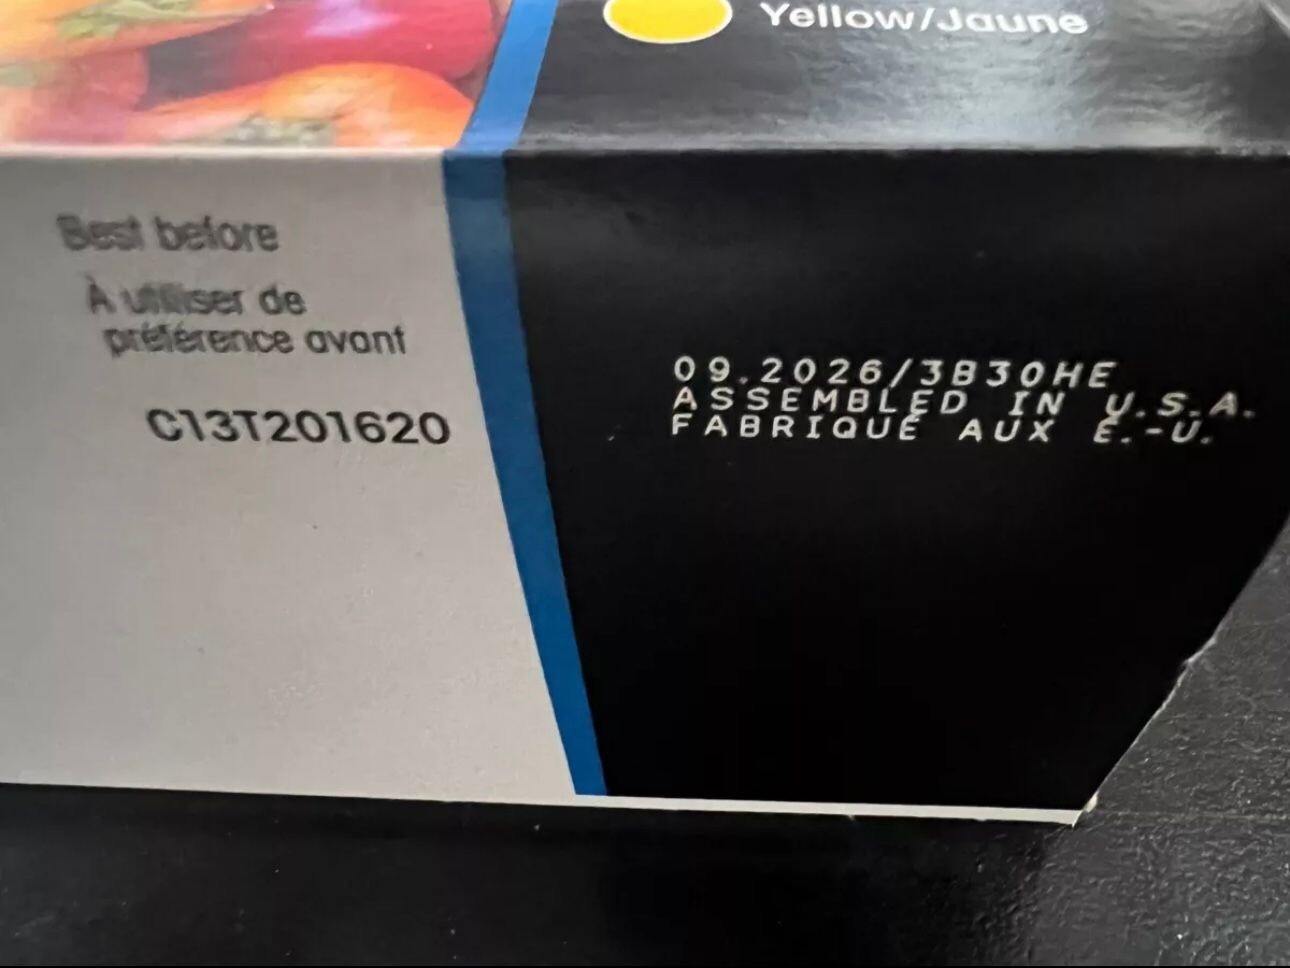 Yellow/Jaune
Best before
À utiliser de
préférence avant
C13T201620
09.2026/3B30HE
ASSEMBLED IN U.S.A.
FABRIQUÉ AUX É.-U.